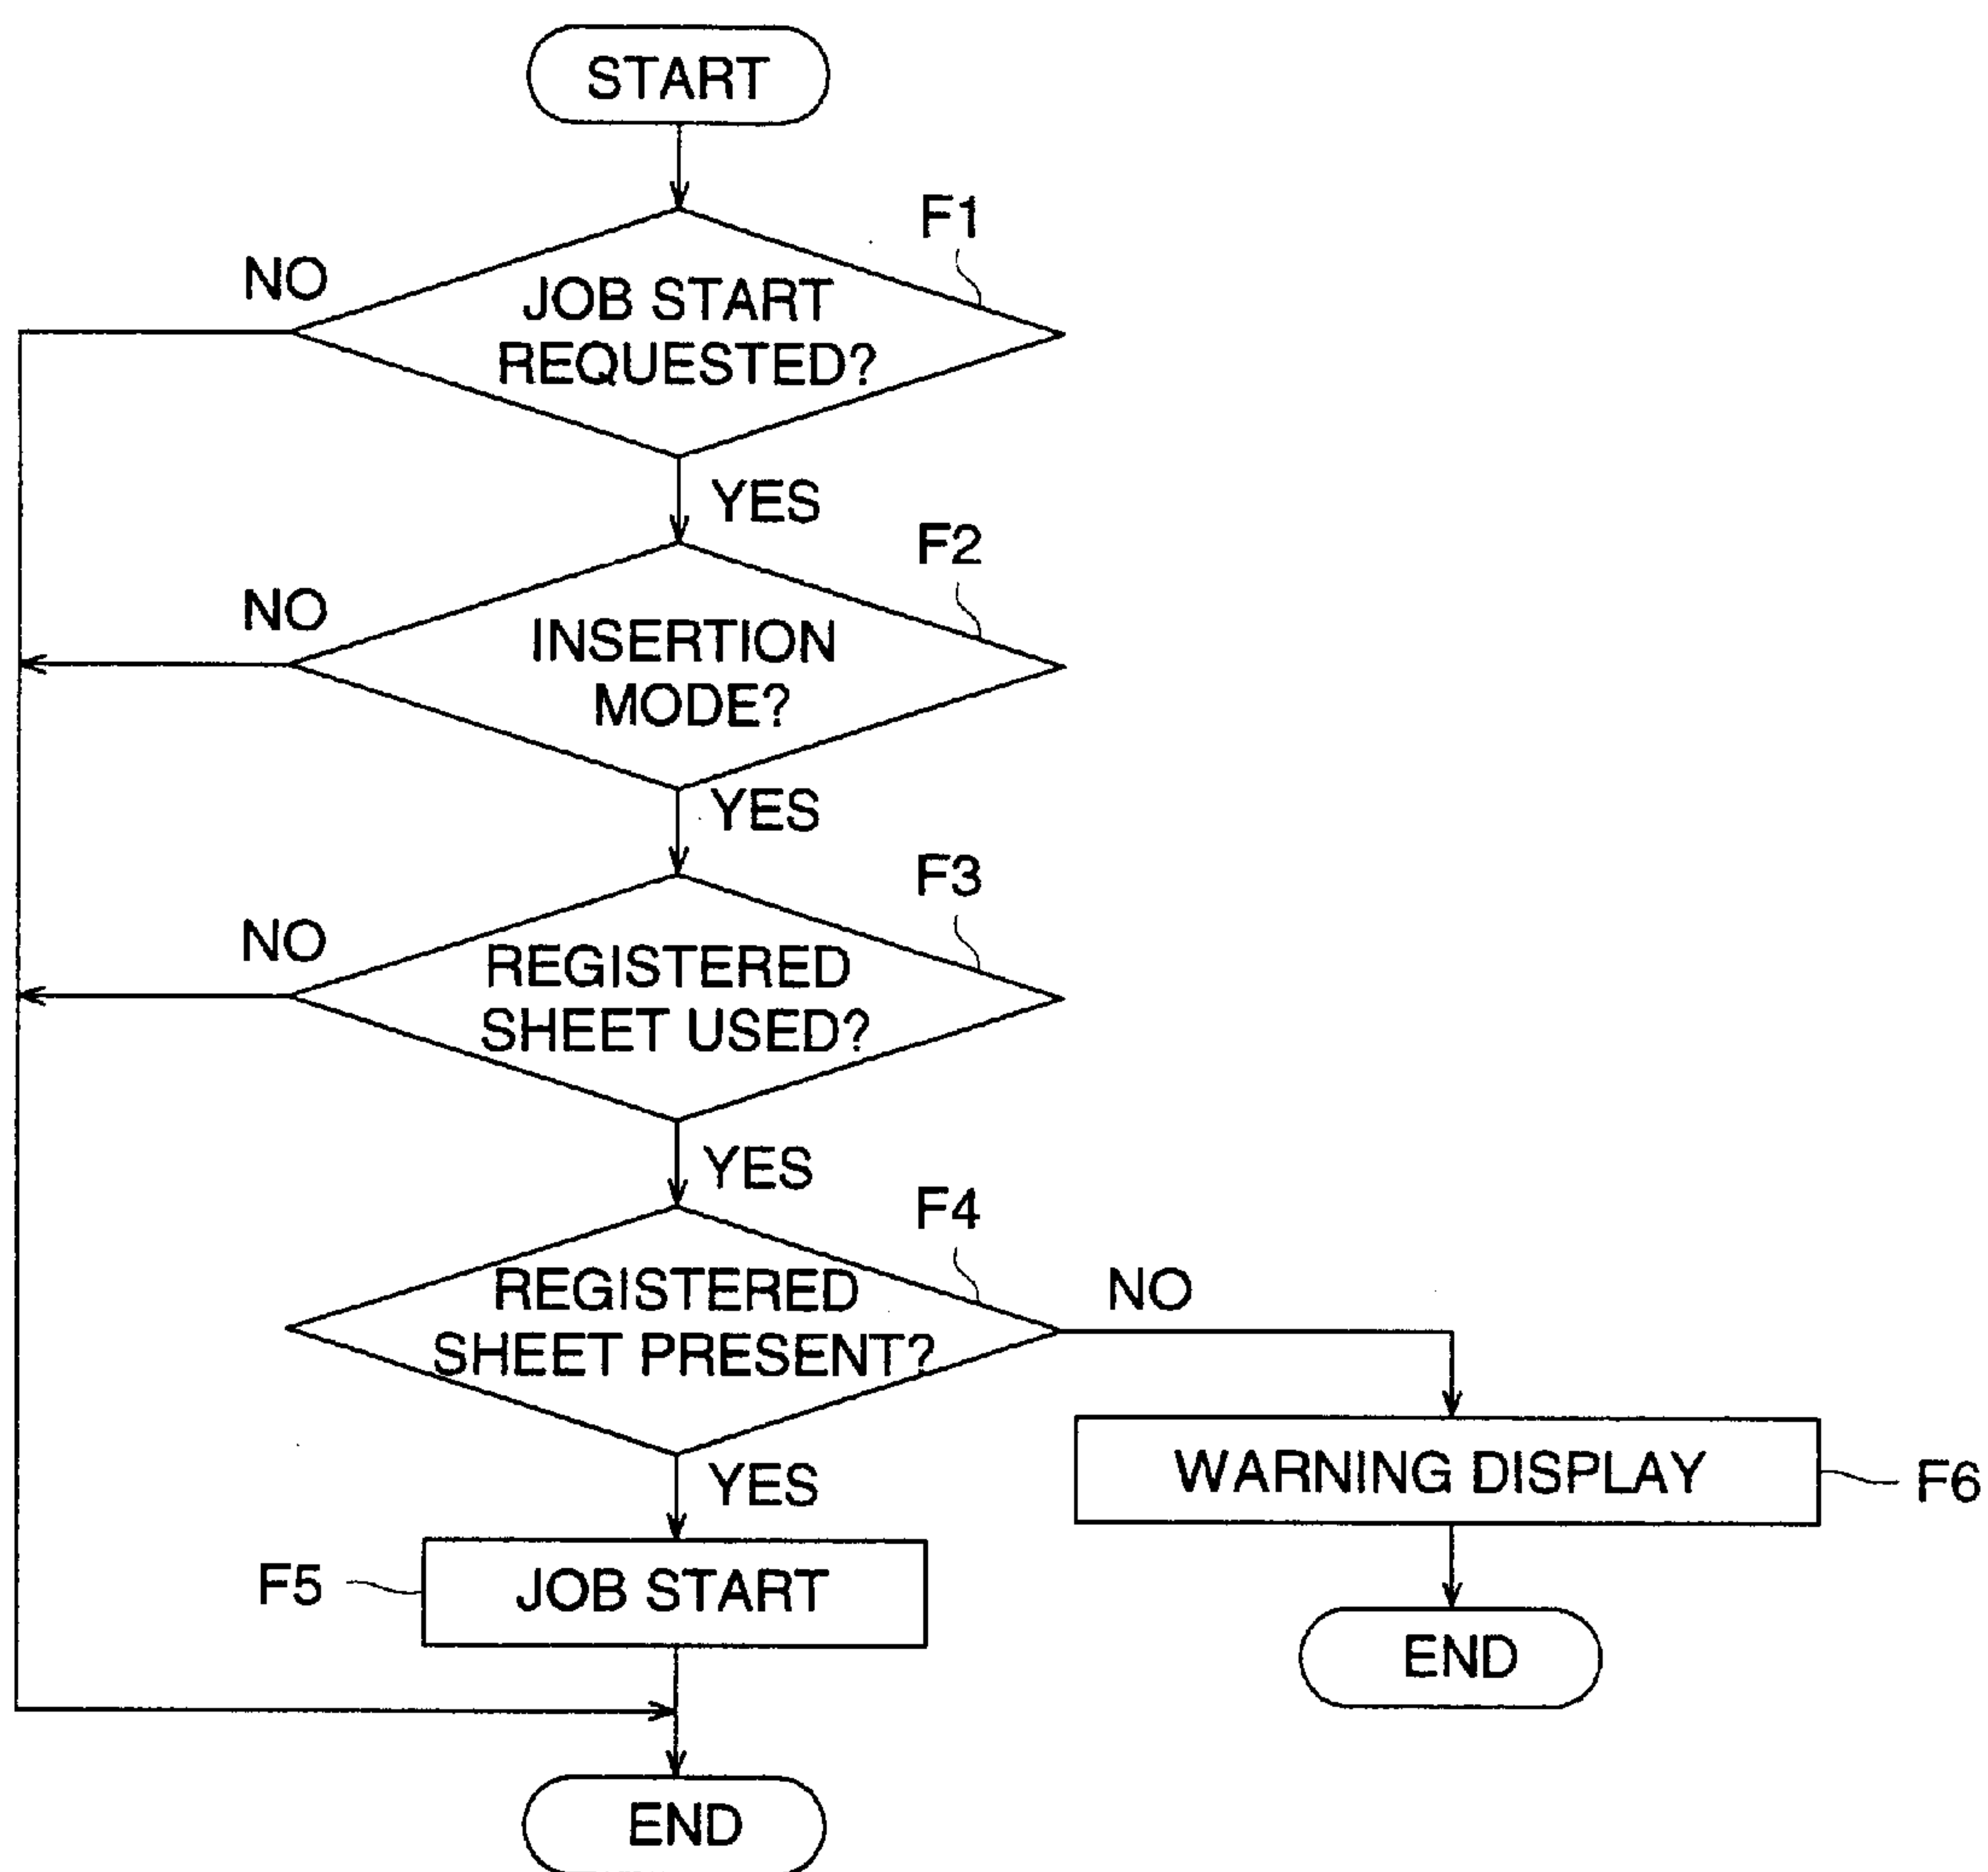 START
F1
NO
JOB START
REQUESTED?
YES
F2
NO
INSERTION
MODE?
YES
F3
NO
REGISTERED
SHEET USED?
YES
F4
REGISTERED
SHEET PRESENT?
NO
WARNING DISPLAY
F6
YES
F5
JOB START
END
END